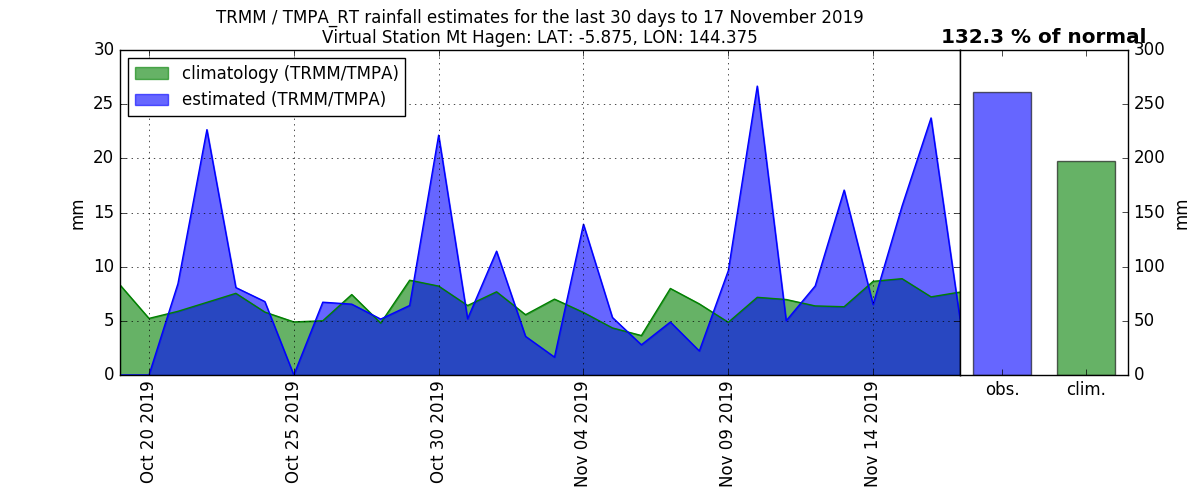 TRMM / TMPA_RT rainfall estimates for the last 30 days to 17 November 2019
Virtual Station Mt Hagen: LAT: -5.875, LON: 144.375
132.3 % of normal
climatology (TRMM/TMPA)
estimated (TRMM/TMPA)
30
25
20
15
10
5
0
mm
Oct 20 2019
Oct 25 2019
Oct 30 2019
Nov 04 2019
Nov 09 2019
Nov 14 2019
300
250
200
150
100
50
0
mm
obs.
clim.